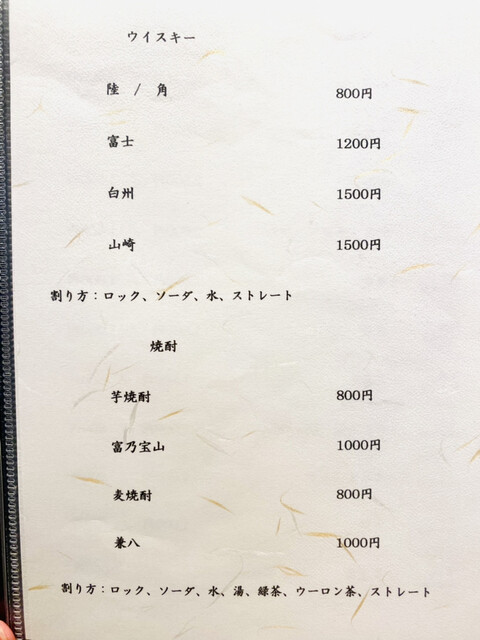 ウイスキー
陸 / 角 800円
富士 1200円
白州 1500円
山崎 1500円
割り方：ロック、ソーダ、水、ストレート
焼酎
芋焼酎 800円
富乃宝山 1000円
麦焼酎 800円
兼八 1000円
割り方：ロック、ソーダ、水、湯、緑茶、ウーロン茶、ストレート